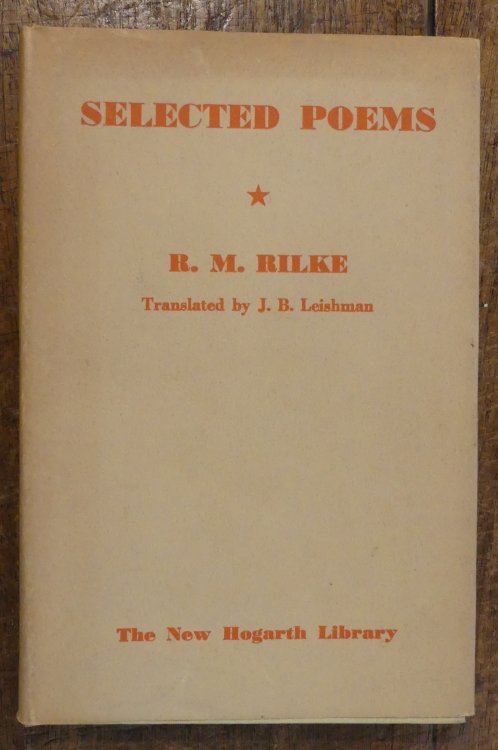 SELECTED POEMS
R. M. RILKE
Translated by J. B. Leishman
The New Hogarth Library